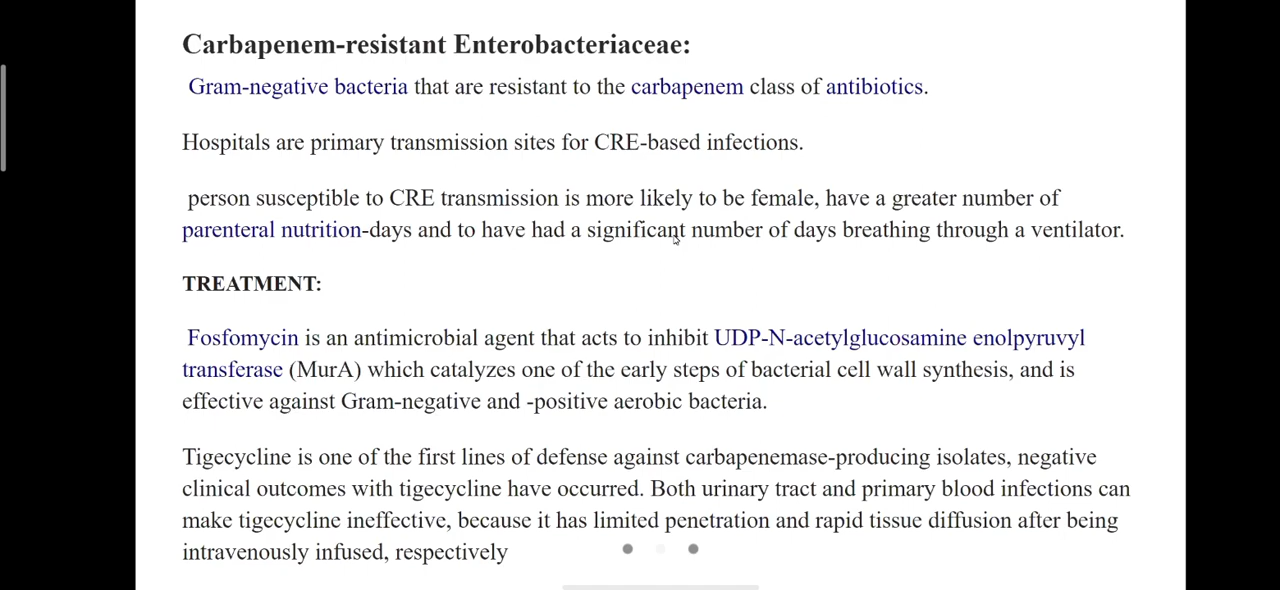 Carbapenem-resistant Enterobacteriaceae:
Gram-negative bacteria that are resistant to the carbapenem class of antibiotics.
Hospitals are primary transmission sites for CRE-based infections.
person susceptible to CRE transmission is more likely to be female, have a greater number of
parenteral nutrition-days and to have had a significant number of days breathing through a ventilator.
TREATMENT:
Fosfomycin is an antimicrobial agent that acts to inhibit UDP-N-acetylglucosamine enolpyruvyl
transferase (MurA) which catalyzes one of the early steps of bacterial cell wall synthesis, and is
effective against Gram-negative and -positive aerobic bacteria.
Tigecycline is one of the first lines of defense against carbapenemase-producing isolates, negative
clinical outcomes with tigecycline have occurred. Both urinary tract and primary blood infections can
make tigecycline ineffective, because it has limited penetration and rapid tissue diffusion after being
intravenously infused, respectively